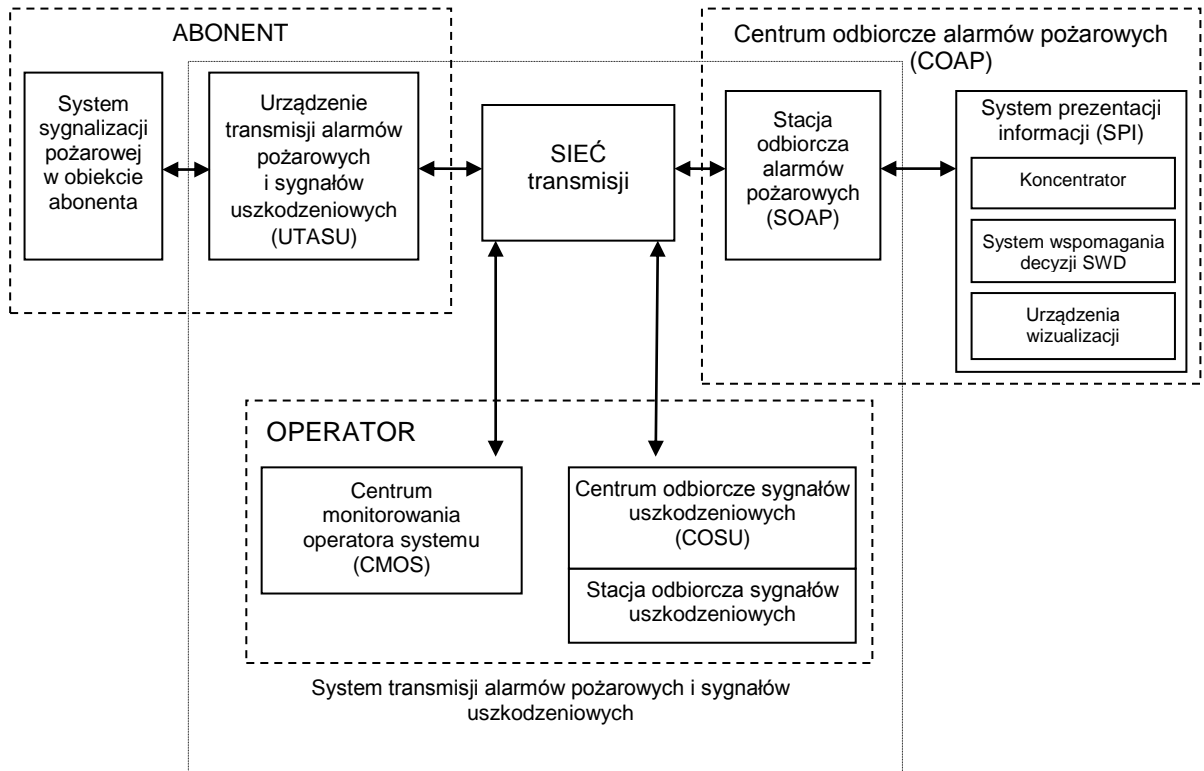 ABONENT
System
sygnalizacji
pożarowej
w obiekcie
abonenta
Urządzenie
transmisji alarmów
pożarowych
i sygnałów
uszkodzeniowych
(UTASU)
SIEĆ
transmisji
Centrum odbiorcze alarmów pożarowych
(COAP)
Stacja
odbiorcza
alarmów
pożarowych
(SOAP)
System prezentacji
informacji (SPI)
Koncentrator
System wspomagania
decyzji SWD
Urządzenia
wizualizacji
OPERATOR
Centrum
monitorowania
operatora systemu
(CMOS)
Centrum odbiorcze sygnałów
uszkodzeniowych
(COSU)
Stacja odbiorcza sygnałów
uszkodzeniowych
System transmisji alarmów pożarowych i sygnałów
uszkodzeniowych